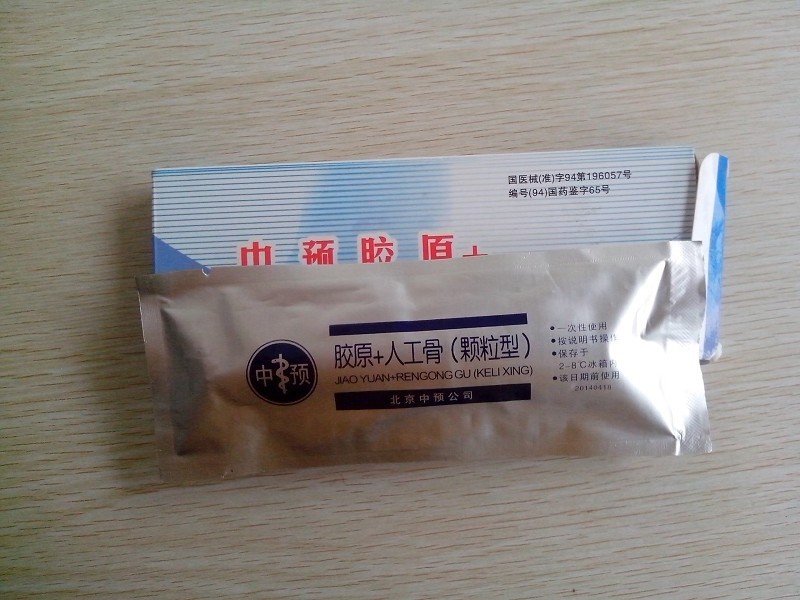 国医械(准)字94第196057号
编号(94)国药鉴字65号
中预胶原+
中预
胶原+人工骨(颗粒型)
JIAO YUAN+RENGONG GU (KELI XING)
北京中预公司
●一次性使用
●按说明书操作
●保存于
2-8℃冰箱内
●该日期前使用
20140410